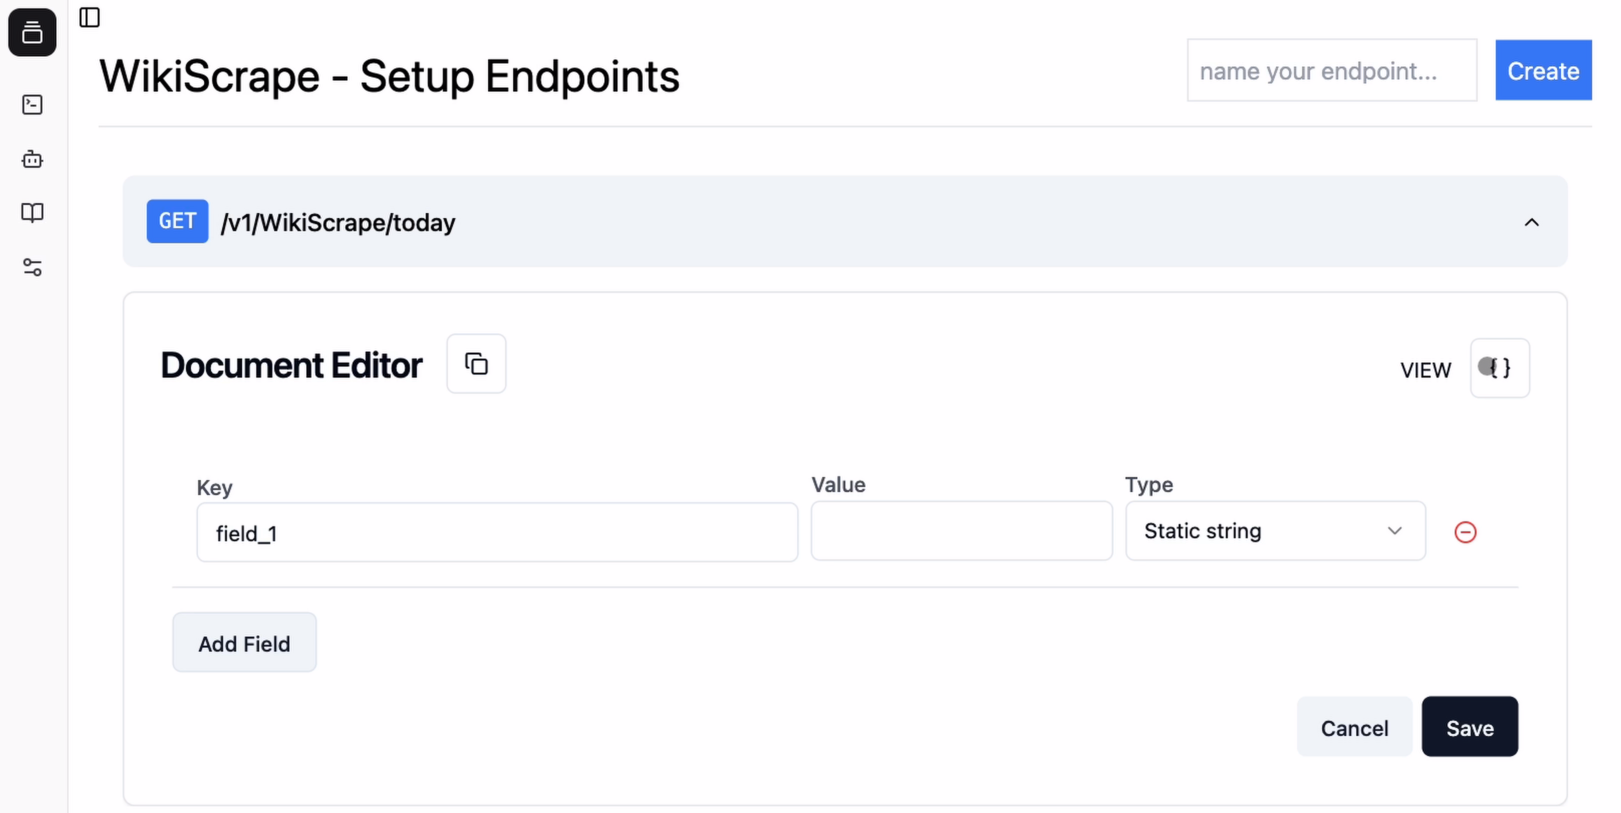 WikiScrape - Setup Endpoints
name your endpoint...
Create
GET /v1/WikiScrape/today
Document Editor
VIEW
{ }
Key
Value
Type
field_1
Static string
Add Field
Cancel
Save